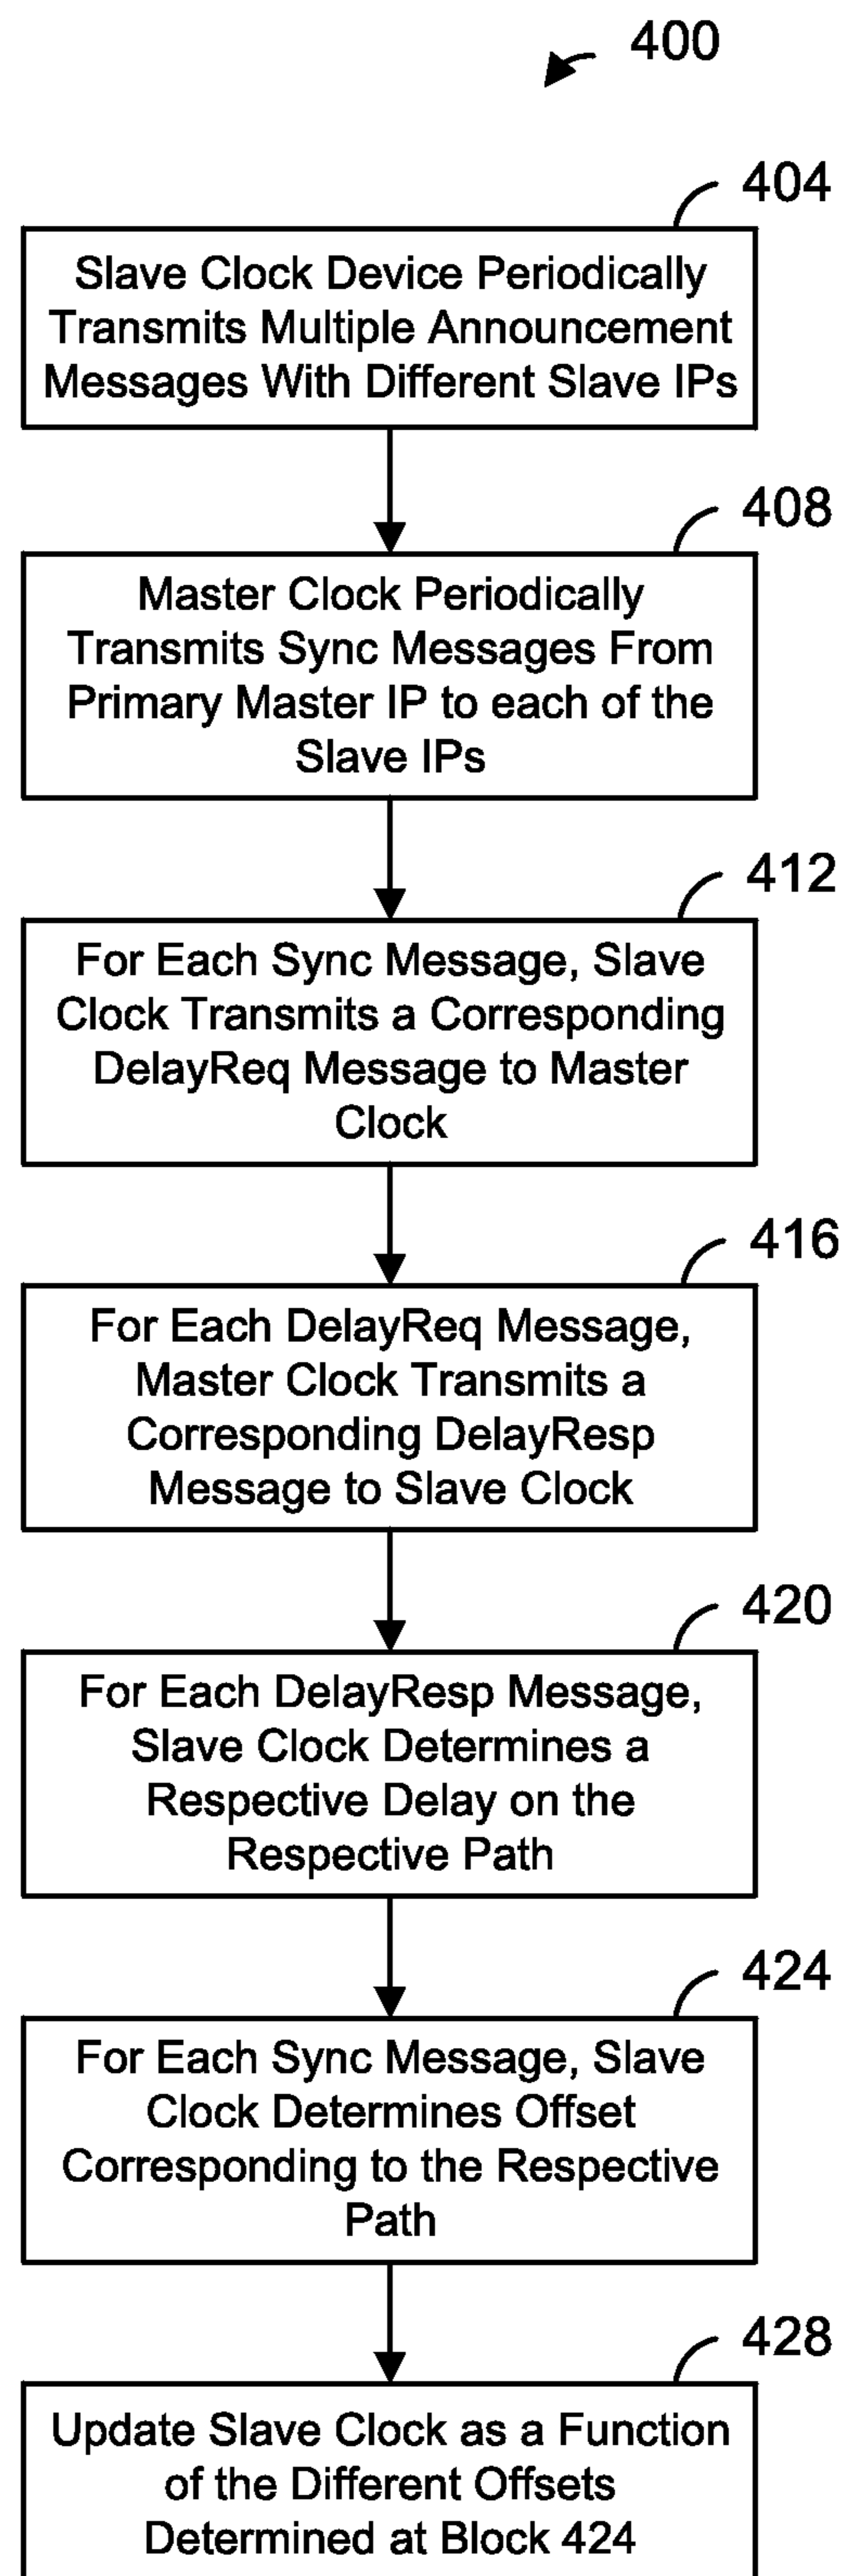 400
404
Slave Clock Device Periodically
Transmits Multiple Announcement
Messages With Different Slave IPs
408
Master Clock Periodically
Transmits Sync Messages From
Primary Master IP to each of the
Slave IPs
412
For Each Sync Message, Slave
Clock Transmits a Corresponding
DelayReq Message to Master
Clock
416
For Each DelayReq Message,
Master Clock Transmits a
Corresponding DelayResp
Message to Slave Clock
420
For Each DelayResp Message,
Slave Clock Determines a
Respective Delay on the
Respective Path
424
For Each Sync Message, Slave
Clock Determines Offset
Corresponding to the Respective
Path
428
Update Slave Clock as a Function
of the Different Offsets
Determined at Block 424